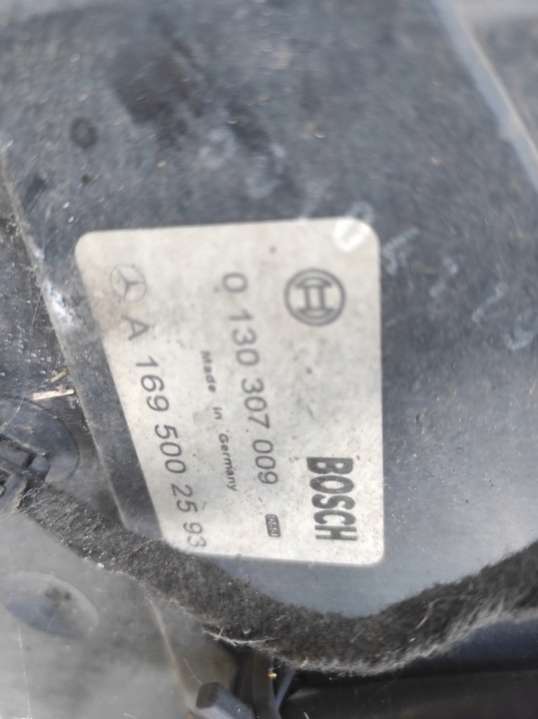 BOSCH
0 130 307 009
Made in Germany
A 169 500 25 93